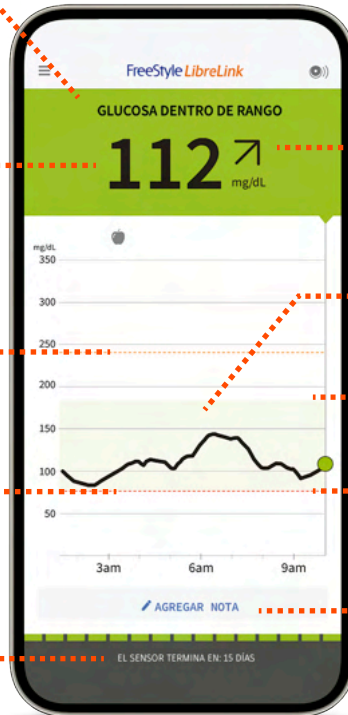 FreeStyle LibreLink
GLUCOSA DENTRO DE RANGO
112
mg/dL
mg/dL
350
300
250
200
150
100
50
3am 6am 9am
AGREGAR NOTA
EL SENSOR TERMINA EN: 15 DÍAS